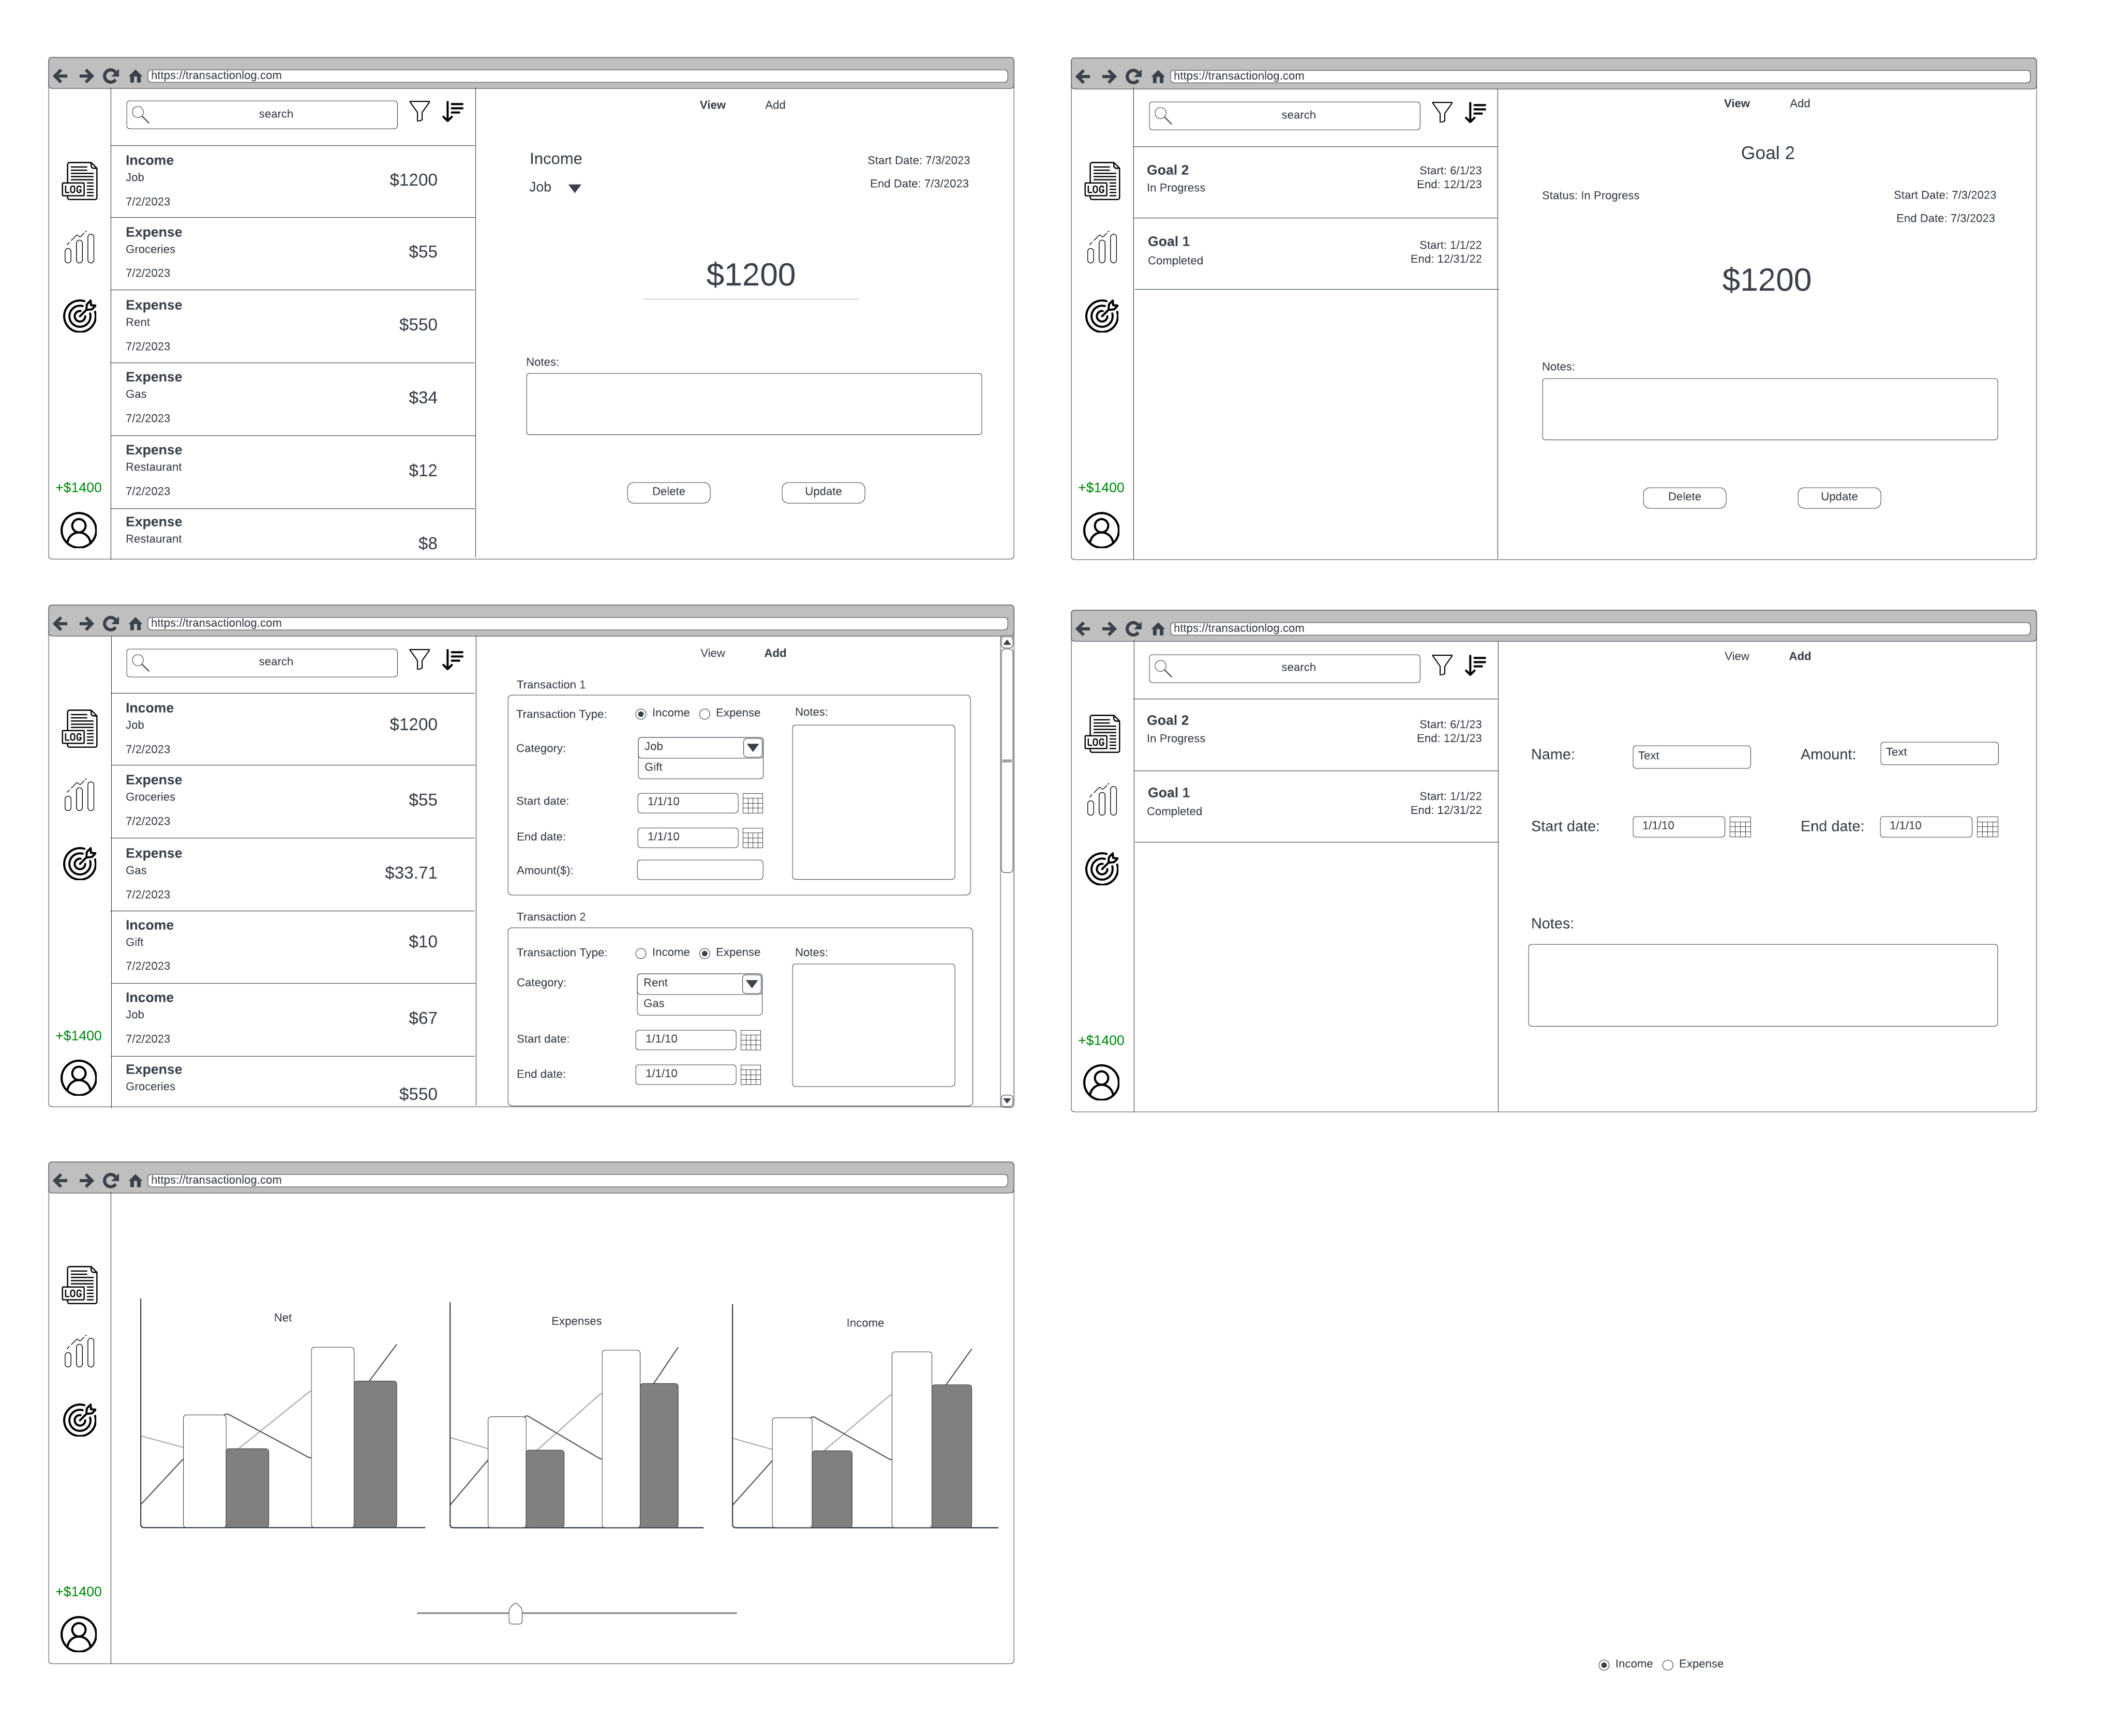 https://transactionlog.com
search
View Add
Income
Job
7/2/2023
$1200
Expense
Groceries
7/2/2023
$55
Expense
Rent
7/2/2023
$550
Expense
Gas
7/2/2023
$34
Expense
Restaurant
7/2/2023
$12
Expense
Restaurant
$8
LOG
+$1400
Income
Job
Start Date: 7/3/2023
End Date: 7/3/2023
$1200
Notes:
Delete Update
https://transactionlog.com
search
View Add
Goal 2
In Progress
Start: 6/1/23
End: 12/1/23
Goal 1
Completed
Start: 1/1/22
End: 12/31/22
LOG
+$1400
Goal 2
Status: In Progress
Start Date: 7/3/2023
End Date: 7/3/2023
$1200
Notes:
Delete Update
https://transactionlog.com
search
View Add
Income
Job
7/2/2023
$1200
Expense
Groceries
7/2/2023
$55
Expense
Gas
7/2/2023
$33.71
Income
Gift
7/2/2023
$10
Income
Job
7/2/2023
$67
Expense
Groceries
$550
LOG
+$1400
Transaction 1
Transaction Type: Income Expense
Category: Job
Gift
Start date: 1/1/10
End date: 1/1/10
Amount($):
Notes:
Transaction 2
Transaction Type: Income Expense
Category: Rent
Gas
Start date: 1/1/10
End date: 1/1/10
Notes:
https://transactionlog.com
search
View Add
Goal 2
In Progress
Start: 6/1/23
End: 12/1/23
Goal 1
Completed
Start: 1/1/22
End: 12/31/22
LOG
+$1400
Name: Text Amount: Text
Start date: 1/1/10 End date: 1/1/10
Notes:
https://transactionlog.com
LOG
+$1400
Net
Expenses
Income
Income Expense